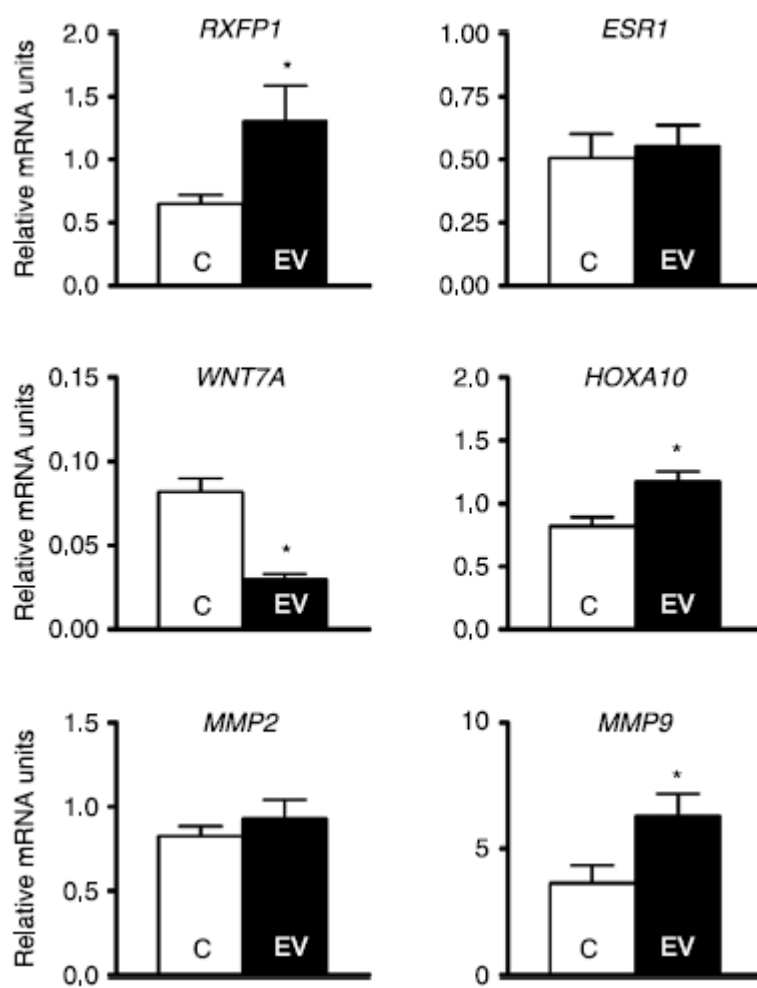 RXFP1
Relative mRNA units
2.0
1.5
1.0
0.5
0.0
*
C
EV
ESR1
1.00
0.75
0.50
0.25
0.00
C
EV
WNT7A
Relative mRNA units
0.15
0.10
0.05
0.00
*
C
EV
HOXA10
2.0
1.5
1.0
0.5
0.0
*
C
EV
MMP2
Relative mRNA units
1.5
1.0
0.5
0.0
C
EV
MMP9
10
5
0
*
C
EV